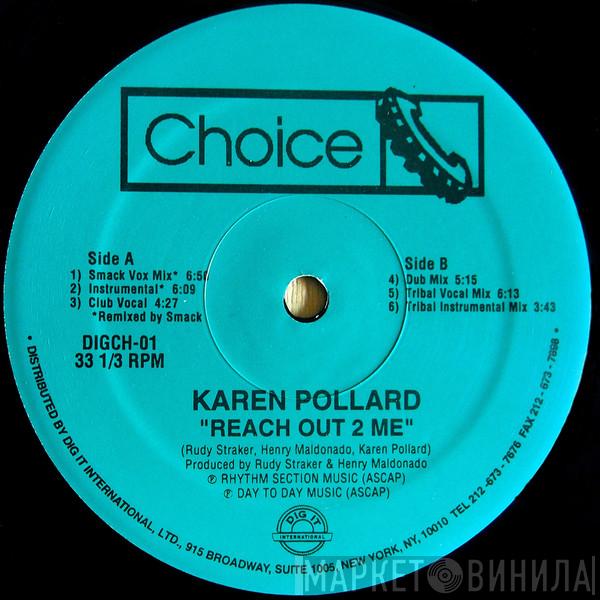 Choice
Side A
1) Smack Vox Mix* 6:50
2) Instrumental* 6:09
3) Club Vocal 4:27
*Remixed by Smack
DIGCH-01
33 1/3 RPM
Side B
4) Dub Mix 5:15
5) Tribal Vocal Mix 6:13
6) Tribal Instrumental Mix 3:43
KAREN POLLARD
"REACH OUT 2 ME"
(Rudy Straker, Henry Maldonado, Karen Pollard)
Produced by Rudy Straker & Henry Maldonado
℗ RHYTHM SECTION MUSIC (ASCAP)
℗ DAY TO DAY MUSIC (ASCAP)
DIG IT
INTERNATIONAL
• DISTRIBUTED BY DIG IT INTERNATIONAL, LTD., 915 BROADWAY, SUITE 1005, NEW YORK, NY, 10010 TEL 212-673-7676 FAX 212-673-7898 •
МАРКЕТ ВИНИЛА